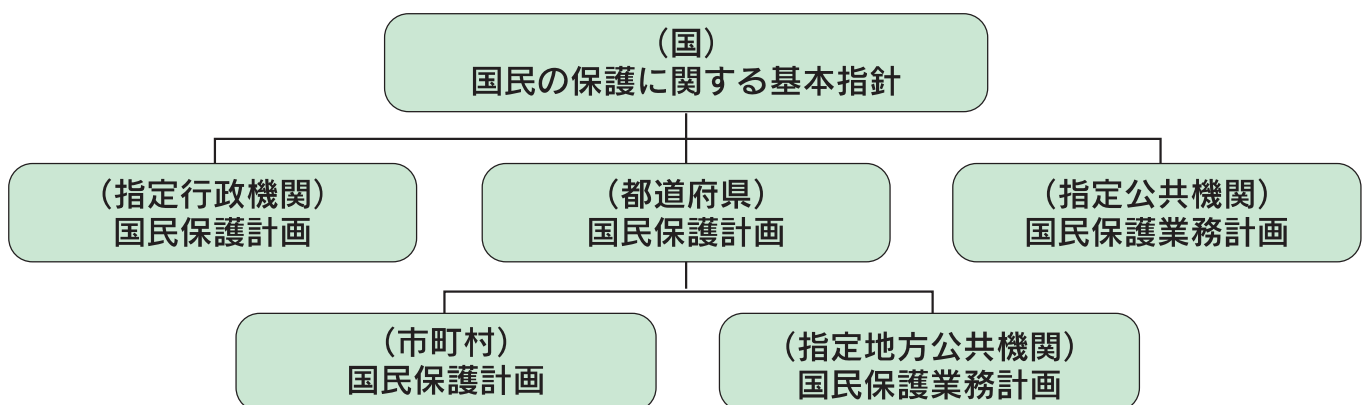 （国）
国民の保護に関する基本指針
（指定行政機関）
国民保護計画
（都道府県）
国民保護計画
（指定公共機関）
国民保護業務計画
（市町村）
国民保護計画
（指定地方公共機関）
国民保護業務計画